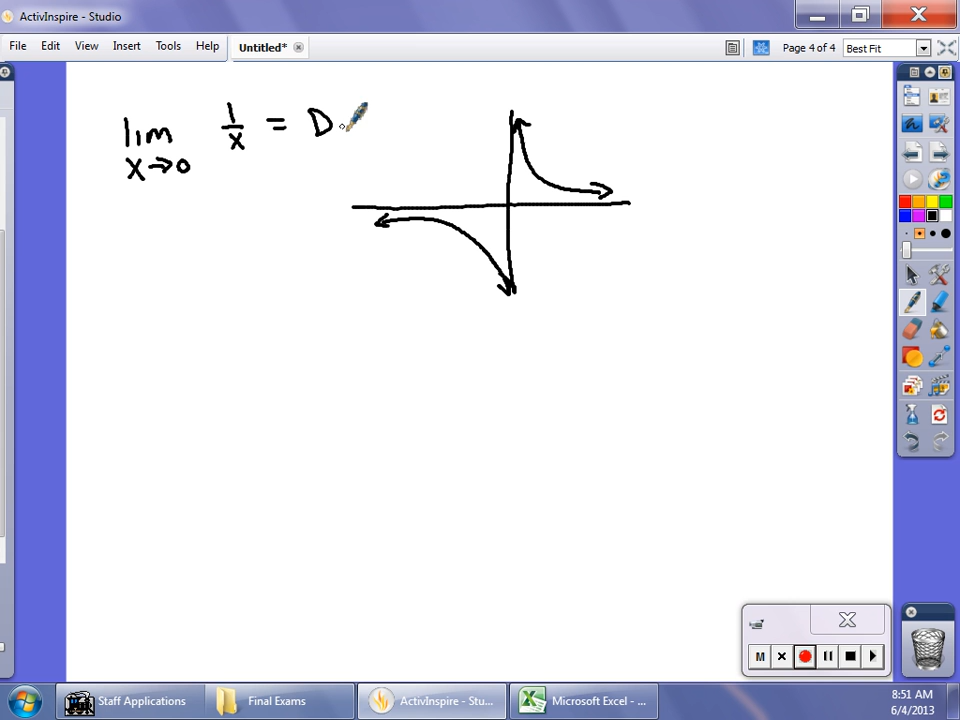 ActivInspire - Studio
File Edit View Insert Tools Help Untitled* Page 4 of 4 Best Fit
lim 1/x = D
x→0
M
Staff Applications Final Exams ActivInspire - Stu... Microsoft Excel - ...
8:51 AM
6/4/2013